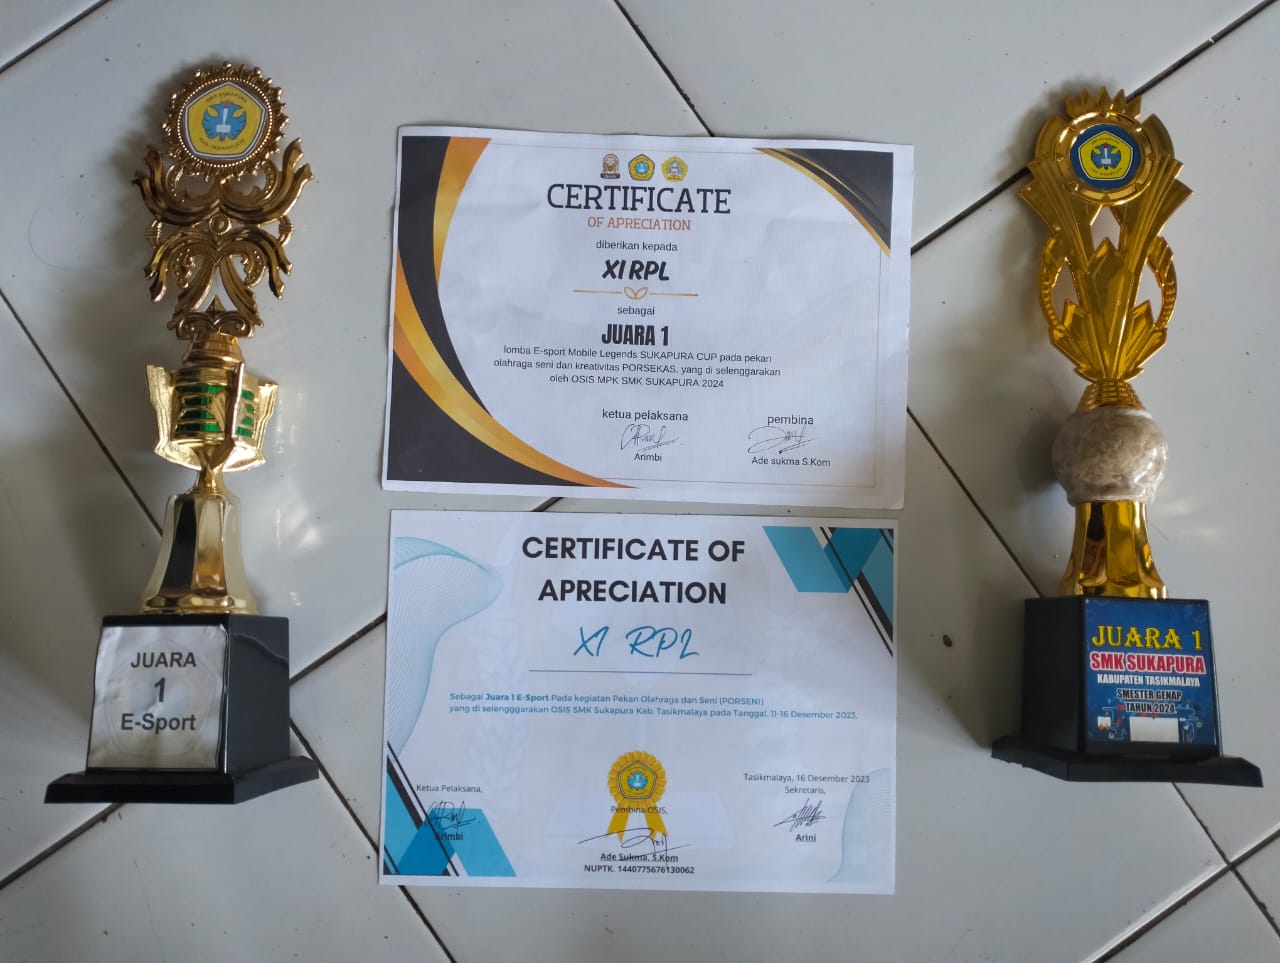 SMK SUKAPURA
KAB. TASIKMALAYA
JUARA
1
E-Sport
CERTIFICATE
OF APRECIATION
diberikan kepada
XI RPL
sebagai
JUARA 1
lomba E-sport Mobile Legends SUKAPURA CUP pada pekan
olahraga seni dan kreativitas PORSEKAS. yang di selenggarakan
oleh OSIS MPK SMK SUKAPURA 2024
ketua pelaksana
pembina
Arimbi
Ade sukma S.Kom
CERTIFICATE OF
APRECIATION
XI RPL
Sebagai Juara 1 E-Sport Pada kegiatan Pekan Olahraga dan Seni (PORSENI)
yang di selengggarakan OSIS SMK Sukapura Kab. Tasikmalaya pada Tanggal, 11-16 Desember 2023.
Ketua Pelaksana,
Arimbi
Pembina OSIS,
Ade Sukma, S.Kom
NUPTK. 1440775676130062
Tasikmalaya, 16 Desember 2023
Sekretaris,
Arini
JUARA 1
SMK SUKAPURA
KABUPATEN TASIKMALAYA
SMESTER GENAP
TAHUN 2024